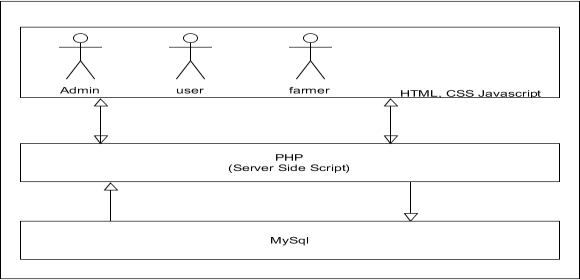 Admin
user
farmer
HTML, CSS Javascript
PHP
(Server Side Script)
MySql